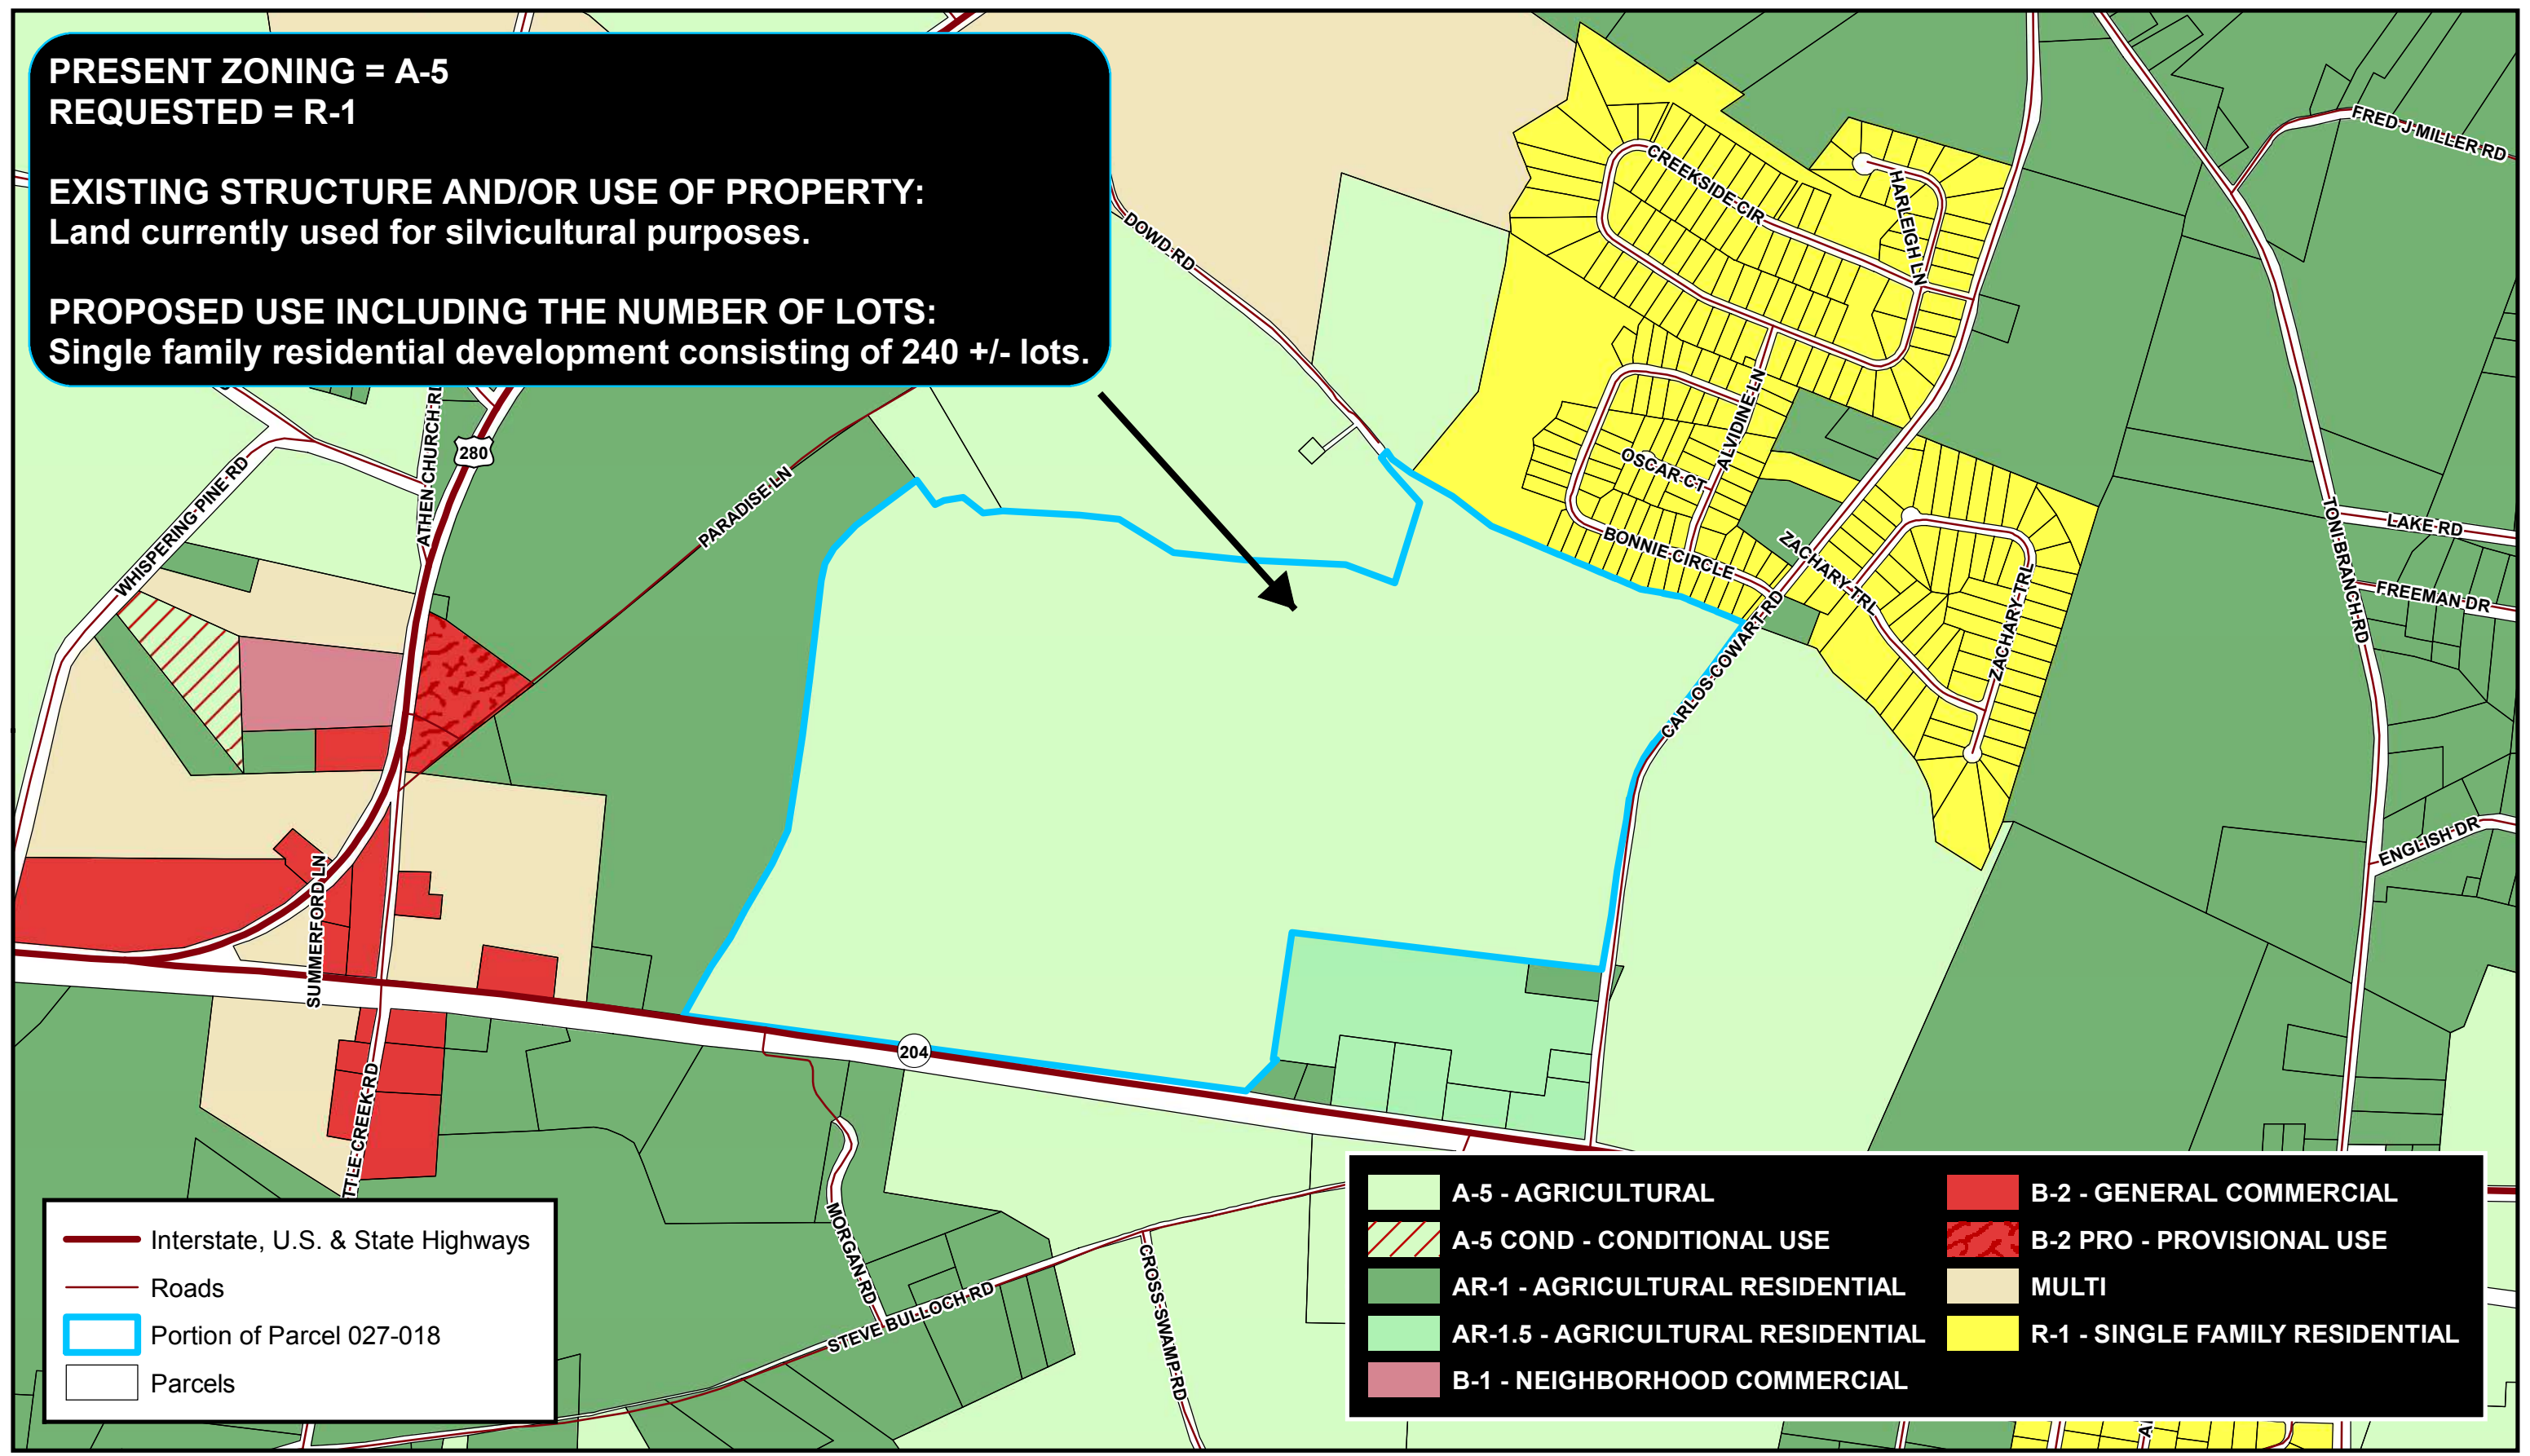 PRESENT ZONING = A-5
REQUESTED = R-1
EXISTING STRUCTURE AND/OR USE OF PROPERTY:
Land currently used for silvicultural purposes.
PROPOSED USE INCLUDING THE NUMBER OF LOTS:
Single family residential development consisting of 240 +/- lots.
FRED J MILLER RD
CREEKSIDE CIR
HARLEIGH LN
DOWD RD
ATHEN CHURCH RD
280
WHISPERING PINE RD
PARADISE LN
ALVIDINE LN
OSCAR CT
BONNIE CIRCLE
ZACHARY TRL
ZACHARY TRL
CARLOS COWART RD
TONI BRANCH RD
LAKE RD
FREEMAN DR
ENGLISH DR
SUMMERFORD LN
204
TTLE CREEK RD
MORGAN RD
STEVE BULLOCH RD
CROSS SWAMP RD
Interstate, U.S. & State Highways
Roads
Portion of Parcel 027-018
Parcels
A-5 - AGRICULTURAL
A-5 COND - CONDITIONAL USE
AR-1 - AGRICULTURAL RESIDENTIAL
AR-1.5 - AGRICULTURAL RESIDENTIAL
B-1 - NEIGHBORHOOD COMMERCIAL
B-2 - GENERAL COMMERCIAL
B-2 PRO - PROVISIONAL USE
MULTI
R-1 - SINGLE FAMILY RESIDENTIAL